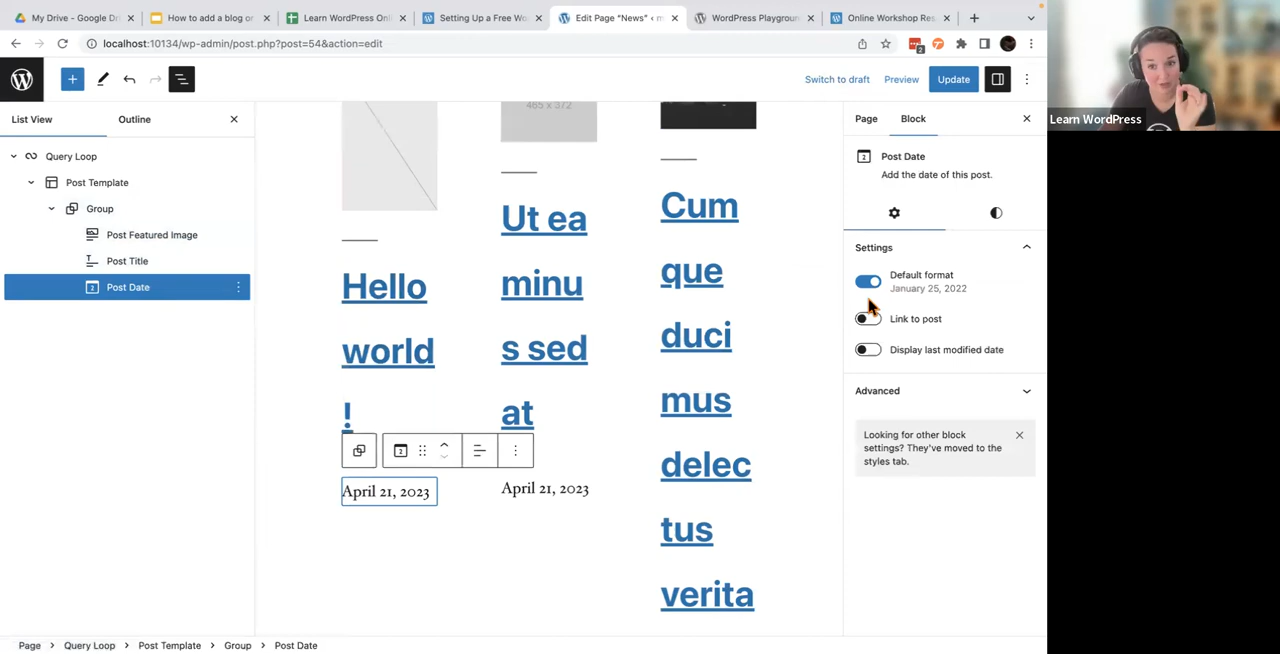 My Drive - Google Dr
How to add a blog or
Learn WordPress Onl
Setting Up a Free Wo
Edit Page "News" ‹ m
WordPress Playgroun
Online Workshop Res
localhost:10134/wp-admin/post.php?post=54&action=edit
2
Switch to draft
Preview
Update
List View
Outline
Query Loop
Post Template
Group
Post Featured Image
Post Title
Post Date
465 x 372
Hello
world
!
April 21, 2023
Ut ea
minu
s sed
at
April 21, 2023
Cum
que
duci
mus
delec
tus
verita
Page
Block
Post Date
Add the date of this post.
Settings
Default format
January 25, 2022
Link to post
Display last modified date
Advanced
Looking for other block
settings? They've moved to the
styles tab.
Page > Query Loop > Post Template > Group > Post Date
Learn WordPress